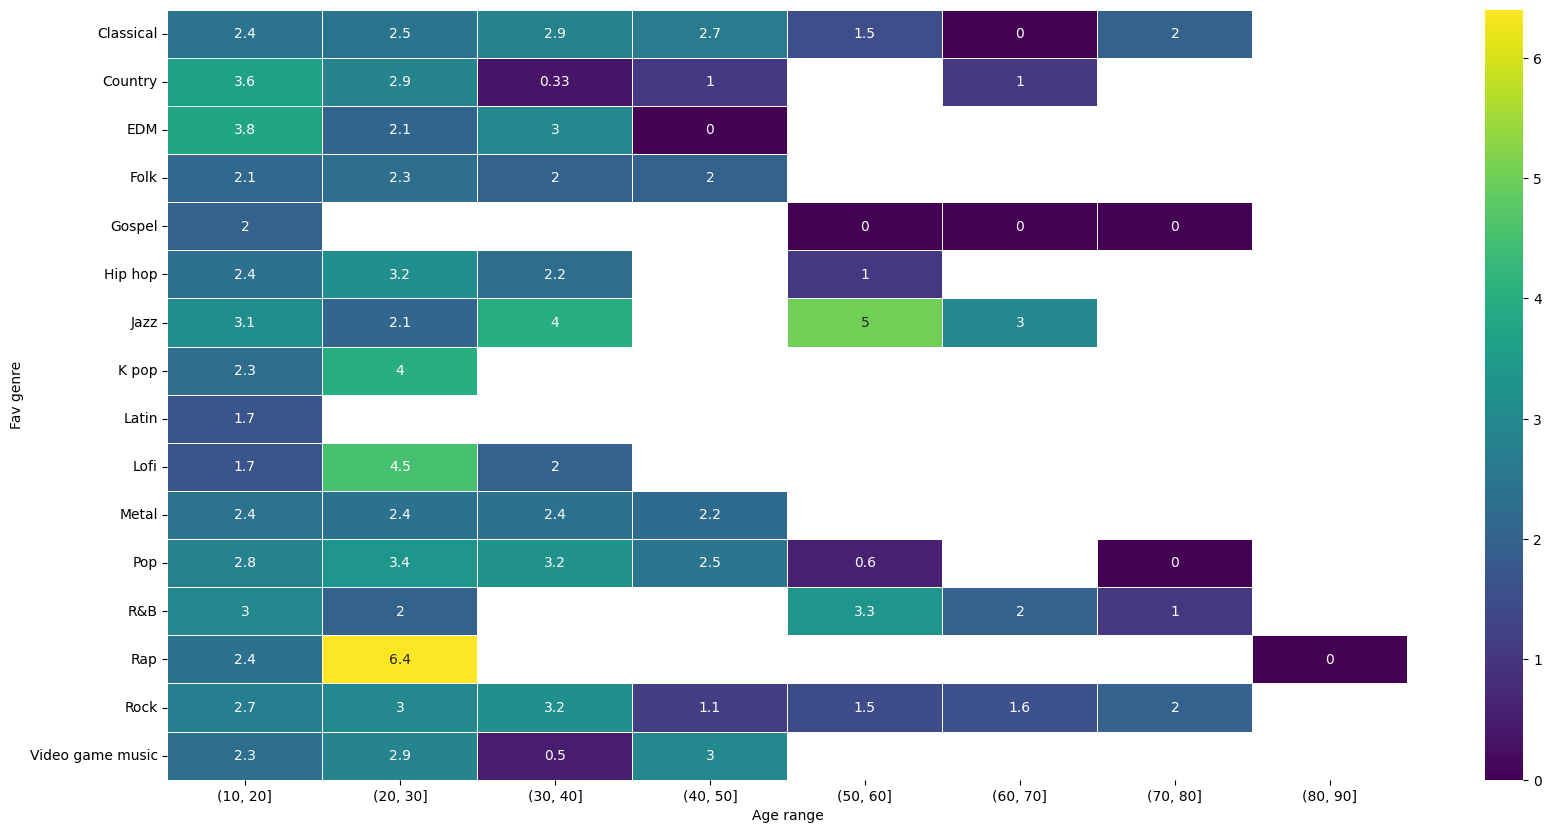 Classical 2.4 2.5 2.9 2.7 1.5 0 2
Country 3.6 2.9 0.33 1 1
EDM 3.8 2.1 3 0
Folk 2.1 2.3 2 2
Gospel 2 0 0 0
Hip hop 2.4 3.2 2.2 1
Jazz 3.1 2.1 4 5 3
K pop 2.3 4
Latin 1.7
Lofi 1.7 4.5 2
Metal 2.4 2.4 2.4 2.2
Pop 2.8 3.4 3.2 2.5 0.6 0
R&B 3 2 3.3 2 1
Rap 2.4 6.4 0
Rock 2.7 3 3.2 1.1 1.5 1.6 2
Video game music 2.3 2.9 0.5 3
(10, 20] (20, 30] (30, 40] (40, 50] (50, 60] (60, 70] (70, 80] (80, 90]
Age range
Fav genre
6
5
4
3
2
1
0